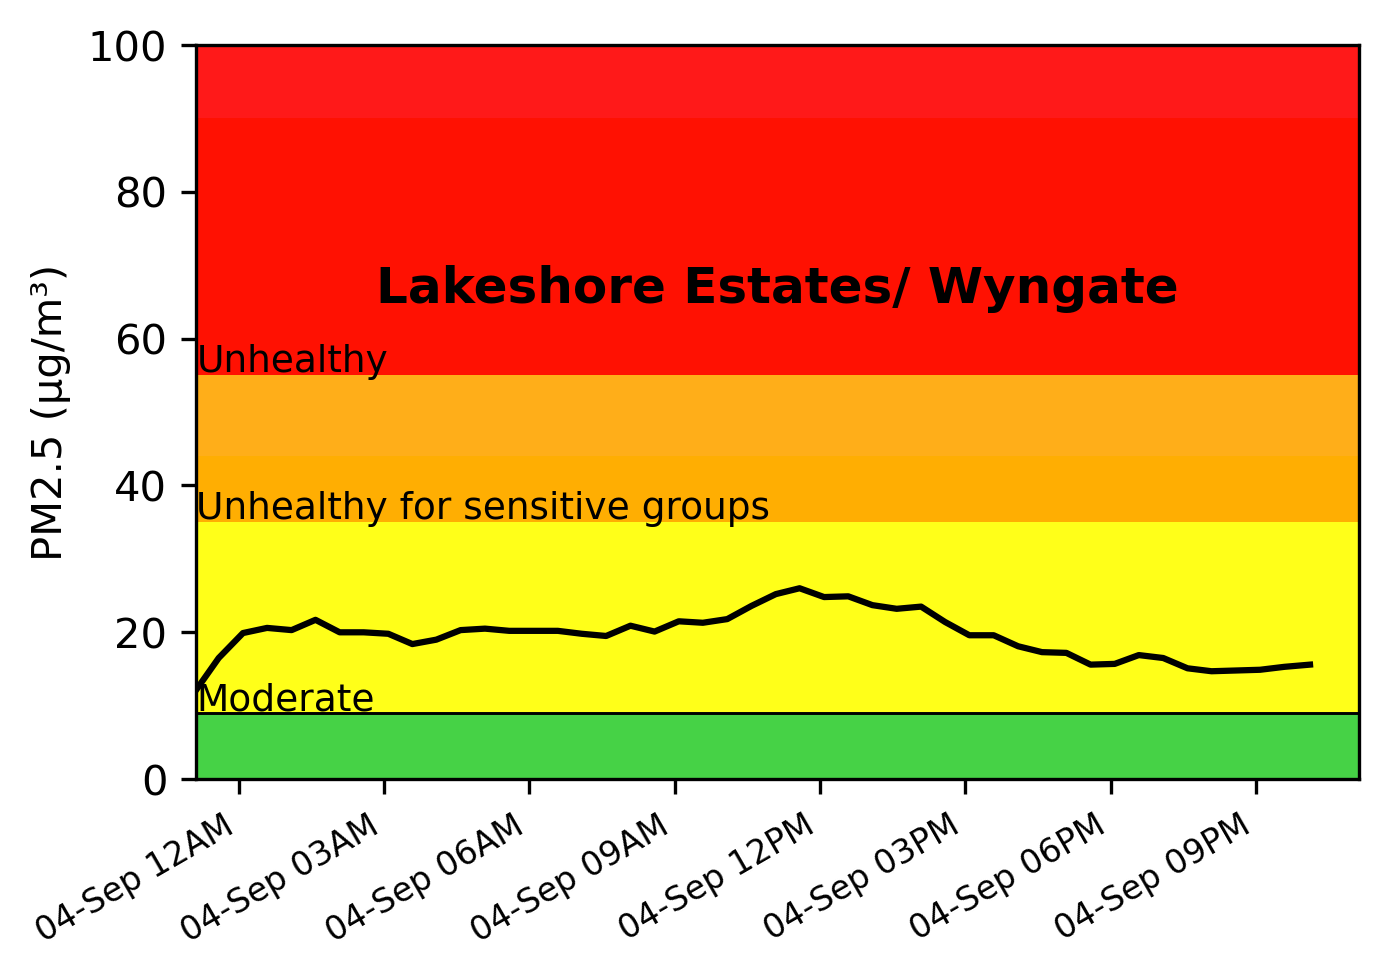 100
80
60
40
20
0
PM2.5 (µg/m³)
Lakeshore Estates/ Wyngate
Unhealthy
Unhealthy for sensitive groups
Moderate
04-Sep 12AM
04-Sep 03AM
04-Sep 06AM
04-Sep 09AM
04-Sep 12PM
04-Sep 03PM
04-Sep 06PM
04-Sep 09PM